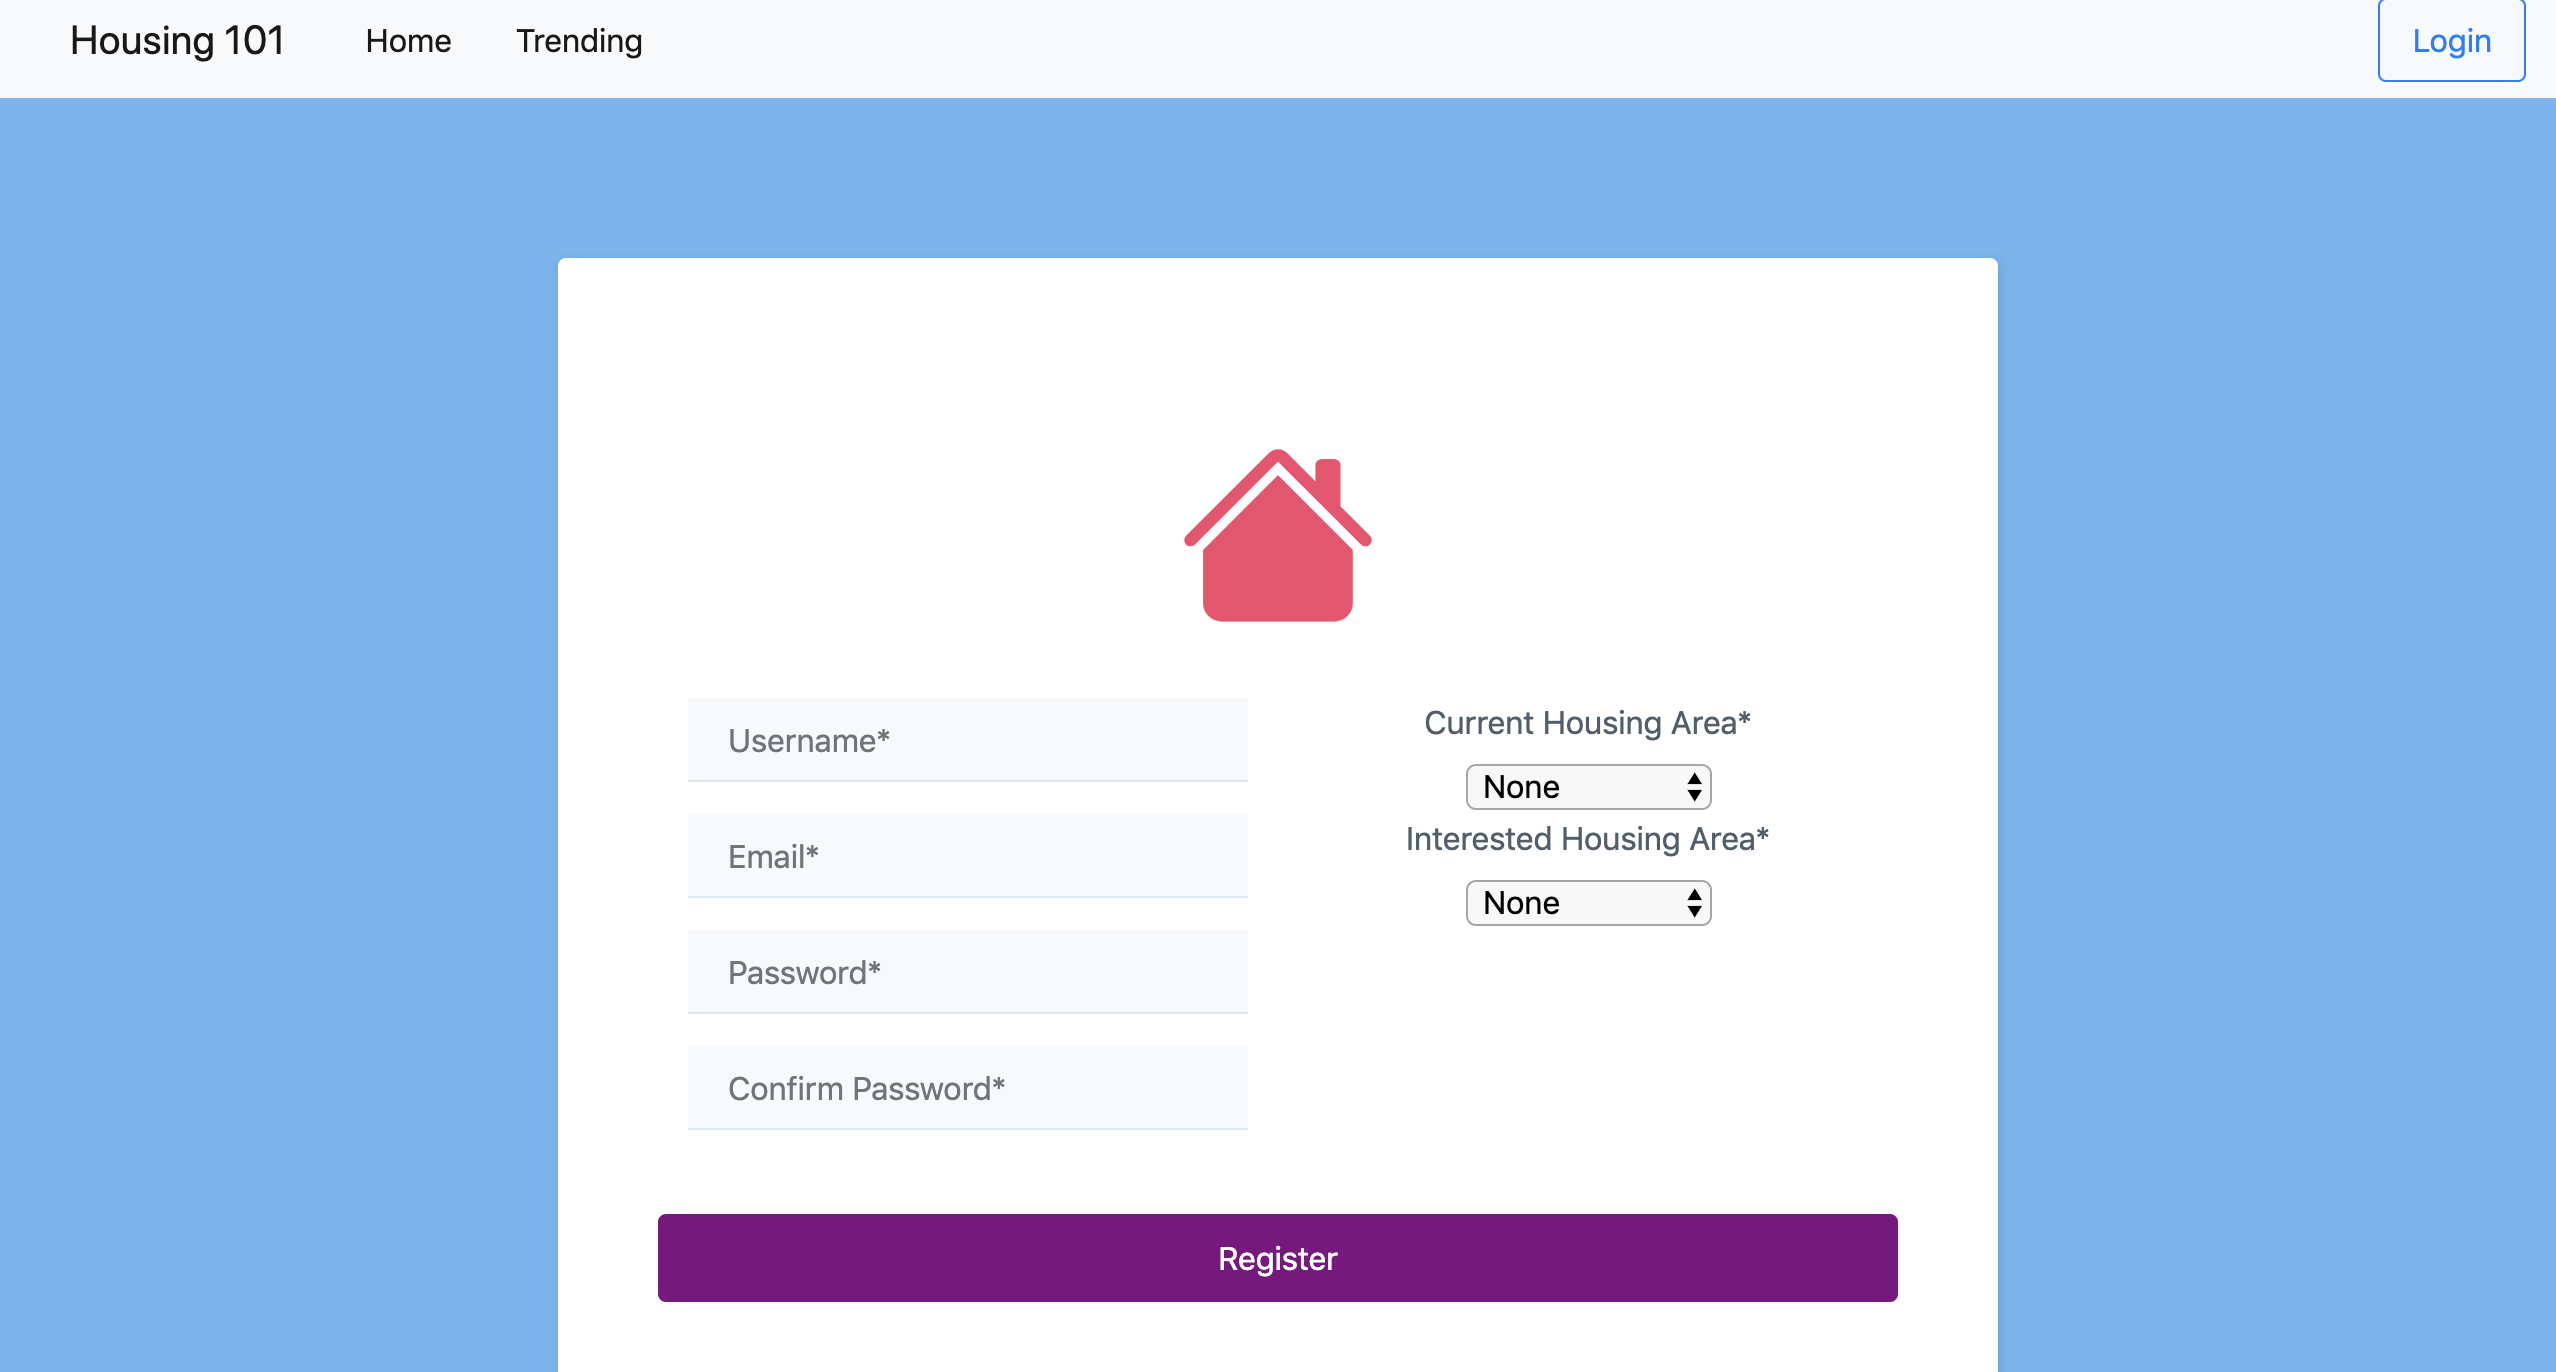 Housing 101 Home Trending Login
Username*
Email*
Password*
Confirm Password*
Current Housing Area*
None
Interested Housing Area*
None
Register